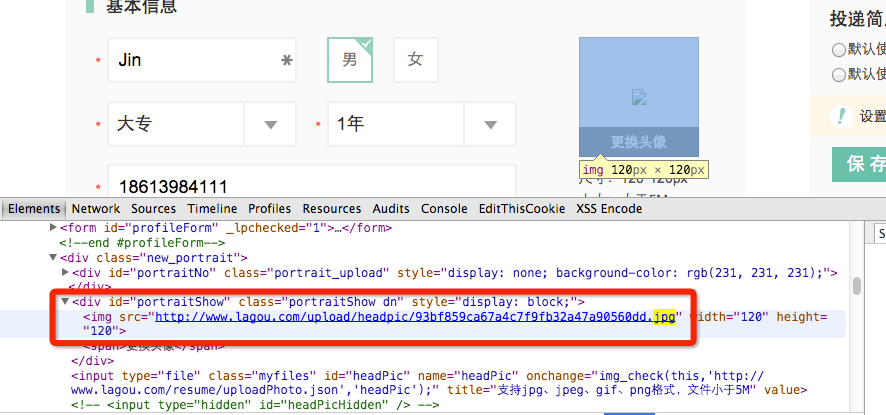 基本信息
投递简
* Jin * 男 女
默认使
默认使
* 大专 * 1年
! 设置
更换头像
img 120px × 120px
保 存
18613984111
Elements Network Sources Timeline Profiles Resources Audits Console EditThisCookie XSS Encode
▶<form id="profileForm" _lpchecked="1">…</form>
<!--end #profileForm-->
▼<div class="new_portrait">
▶<div id="portraitNo" class="portrait_upload" style="display: none; background-color: rgb(231, 231, 231);">
</div>
▼<div id="portraitShow" class="portraitShow dn" style="display: block;">
<img src="http://www.lagou.com/upload/headpic/93bf859ca67a4c7f9fb32a47a90560dd.jpg" width="120" height=
"120">
<span>更换头像</span>
<input type="file" class="myfiles" id="headPic" name="headPic" onchange="img_check(this,'http://
www.lagou.com/resume/uploadPhoto.json','headPic');" title="支持jpg、jpeg、gif、png格式，文件小于5M" value>
<!-- <input type="hidden" id="headPicHidden" /> -->